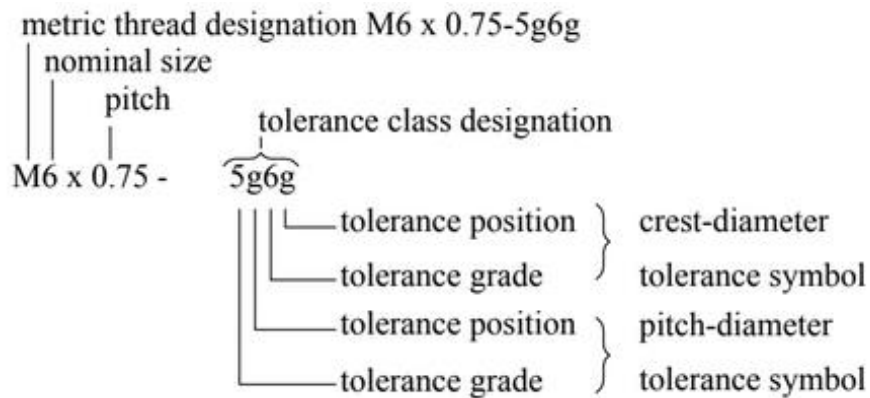 metric thread designation M6 x 0.75-5g6g
nominal size
pitch
tolerance class designation
M6 x 0.75 - 5g6g
tolerance position crest-diameter
tolerance grade tolerance symbol
tolerance position pitch-diameter
tolerance grade tolerance symbol